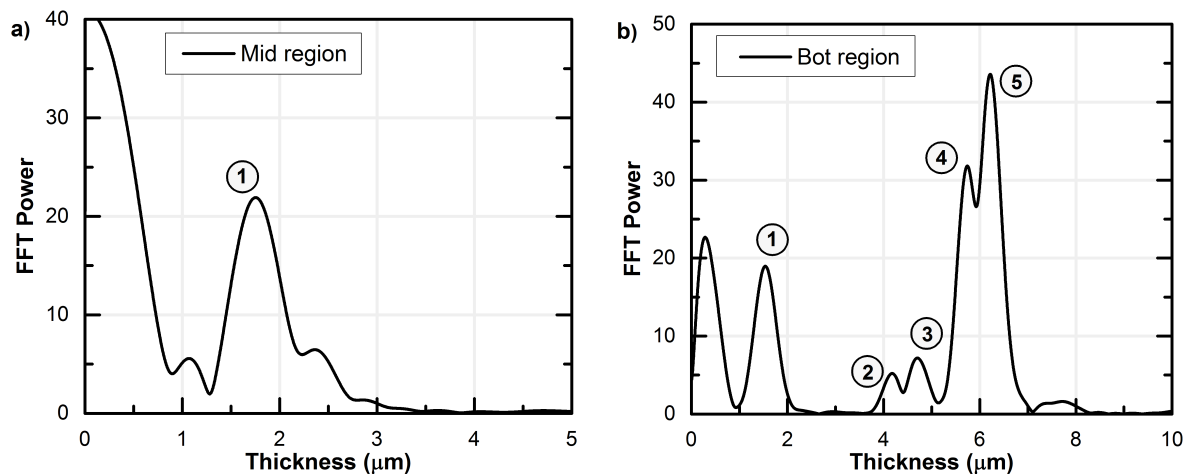 a)
Mid region
40
30
20
10
0
FFT Power
1
0 1 2 3 4 5
Thickness (μm)
b)
Bot region
50
40
30
20
10
0
FFT Power
1
2
3
4
5
0 2 4 6 8 10
Thickness (μm)